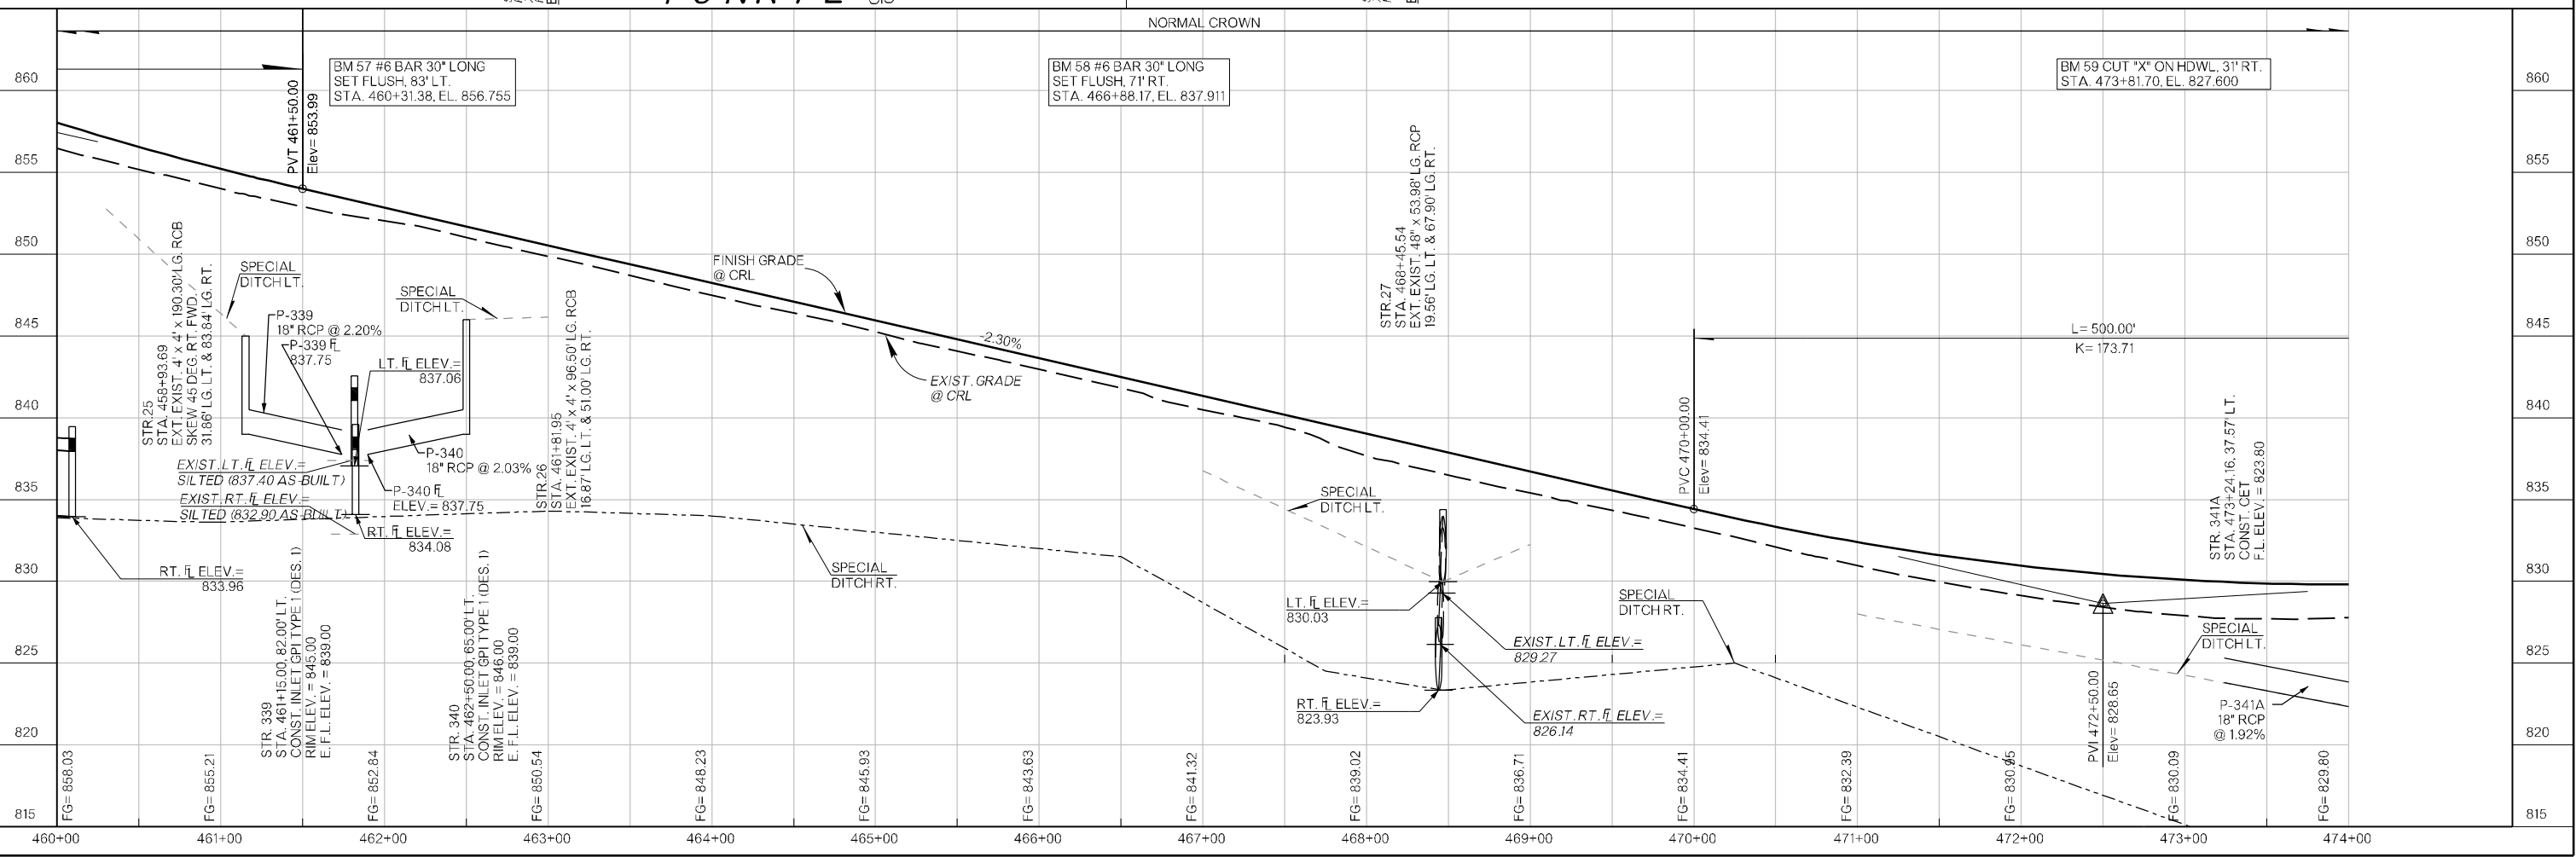 NORMAL CROWN
BM 57 #6 BAR 30" LONG
SET FLUSH, 83' LT.
STA. 460+31.38, EL. 856.755
BM 58 #6 BAR 30" LONG
SET FLUSH, 71' RT.
STA. 466+88.17, EL. 837.911
BM 59 CUT "X" ON HDWL, 31' RT.
STA. 473+81.70, EL. 827.600
860
855
850
845
840
835
830
825
820
815
860
855
850
845
840
835
830
825
820
815
PVT 461+50.00
Elev= 853.99
STR.25
STA. 458+93.69
EXT. EXIST. 4' x 4' x 190.30' LG. RCB
SKEW 45 DEG. RT. FWD.
31.86' LG. LT. & 83.84' LG. RT.
SPECIAL
DITCH LT.
P-339
18" RCP @ 2.20%
P-339 FL
837.75
SPECIAL
DITCH LT.
LT. FL ELEV.=
837.06
P-340
18" RCP @ 2.03%
P-340 FL
ELEV.= 837.75
EXIST. LT. FL ELEV.=
SILTED (837.40 AS-BUILT)
EXIST. RT. FL ELEV.=
SILTED (832.90 AS-BUILT)
RT. FL ELEV.=
834.08
RT. FL ELEV.=
833.96
STR.26
STA. 461+81.95
EXT. EXIST. 4' x 4' x 96.50' LG. RCB
16.87' LG. LT. & 51.00' LG. RT.
STR. 339
STA. 461+15.00, 82.00' LT.
CONST. INLET GPI TYPE 1 (DES. 1)
RIM ELEV. = 845.00
E. F.L. ELEV. = 839.00
STR. 340
STA. 462+50.00, 65.00' LT.
CONST. INLET GPI TYPE 1 (DES. 1)
RIM ELEV. = 846.00
E. F.L. ELEV. = 839.00
FINISH GRADE
@ CRL
EXIST. GRADE
@ CRL
-2.30%
SPECIAL
DITCH RT.
STR.27
STA. 468+45.54
EXT. EXIST. 48" x 53.98' LG. RCP
19.56' LG. LT. & 67.90' LG. RT.
SPECIAL
DITCH LT.
LT. FL ELEV.=
830.03
EXIST. LT. FL ELEV.=
829.27
RT. FL ELEV.=
823.93
EXIST. RT. FL ELEV.=
826.14
SPECIAL
DITCH RT.
PVC 470+00.00
Elev= 834.41
L= 500.00'
K= 173.71
PVI 472+50.00
Elev= 828.65
STR. 341A
STA. 473+24.16, 37.57' LT.
CONST. CET
F.L. ELEV. = 823.80
SPECIAL
DITCH LT.
P-341A
18" RCP
@ 1.92%
FG= 858.03
FG= 855.21
FG= 852.84
FG= 850.54
FG= 848.23
FG= 845.93
FG= 843.63
FG= 841.32
FG= 839.02
FG= 836.71
FG= 834.41
FG= 832.39
FG= 830.95
FG= 830.09
FG= 829.80
460+00
461+00
462+00
463+00
464+00
465+00
466+00
467+00
468+00
469+00
470+00
471+00
472+00
473+00
474+00